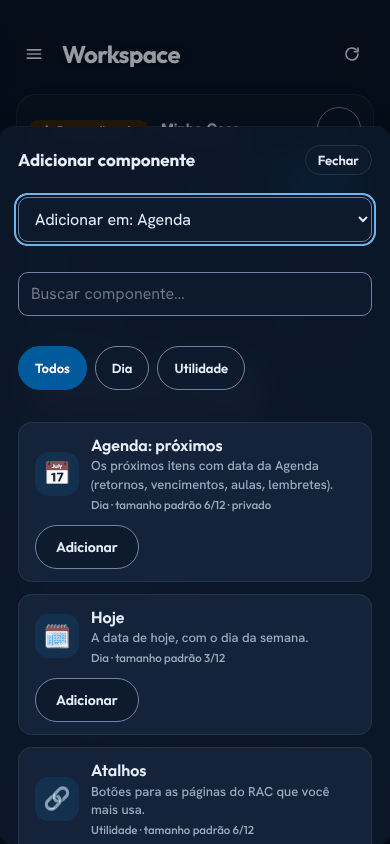 Workspace
Adicionar componente
Fechar
Adicionar em: Agenda
Buscar componente...
Todos
Dia
Utilidade
July
17
Agenda: próximos
Os próximos itens com data da Agenda
(retornos, vencimentos, aulas, lembretes).
Dia · tamanho padrão 6/12 · privado
Adicionar
Hoje
A data de hoje, com o dia da semana.
Dia · tamanho padrão 3/12
Adicionar
Atalhos
Botões para as páginas do RAC que você
mais usa.
Utilidade · tamanho padrão 6/12